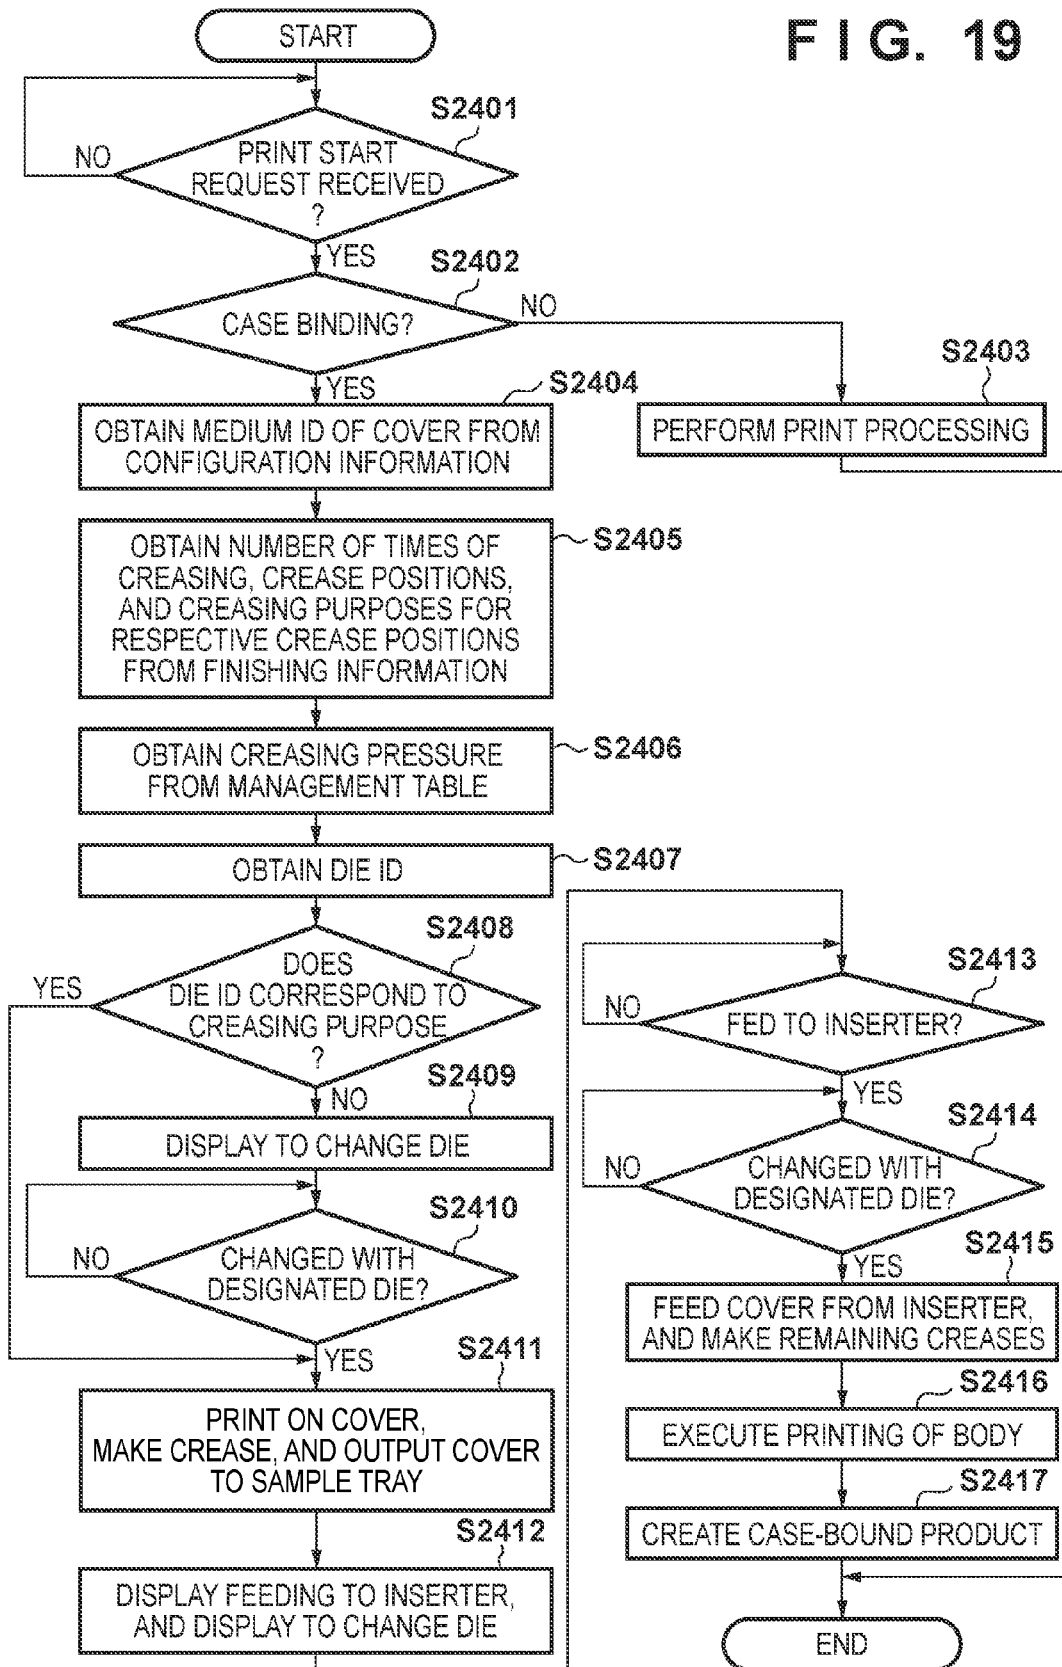 FIG. 19
START
S2401
PRINT START
REQUEST RECEIVED
?
NO
YES
S2402
CASE BINDING?
NO
YES
S2403
PERFORM PRINT PROCESSING
S2404
OBTAIN MEDIUM ID OF COVER FROM
CONFIGURATION INFORMATION
S2405
OBTAIN NUMBER OF TIMES OF
CREASING, CREASE POSITIONS,
AND CREASING PURPOSES FOR
RESPECTIVE CREASE POSITIONS
FROM FINISHING INFORMATION
S2406
OBTAIN CREASING PRESSURE
FROM MANAGEMENT TABLE
S2407
OBTAIN DIE ID
S2408
DOES
DIE ID CORRESPOND TO
CREASING PURPOSE
?
YES
NO
S2409
DISPLAY TO CHANGE DIE
S2410
CHANGED WITH
DESIGNATED DIE?
NO
YES
S2411
PRINT ON COVER,
MAKE CREASE, AND OUTPUT COVER
TO SAMPLE TRAY
S2412
DISPLAY FEEDING TO INSERTER,
AND DISPLAY TO CHANGE DIE
S2413
FED TO INSERTER?
NO
YES
S2414
CHANGED WITH
DESIGNATED DIE?
NO
YES
S2415
FEED COVER FROM INSERTER,
AND MAKE REMAINING CREASES
S2416
EXECUTE PRINTING OF BODY
S2417
CREATE CASE-BOUND PRODUCT
END